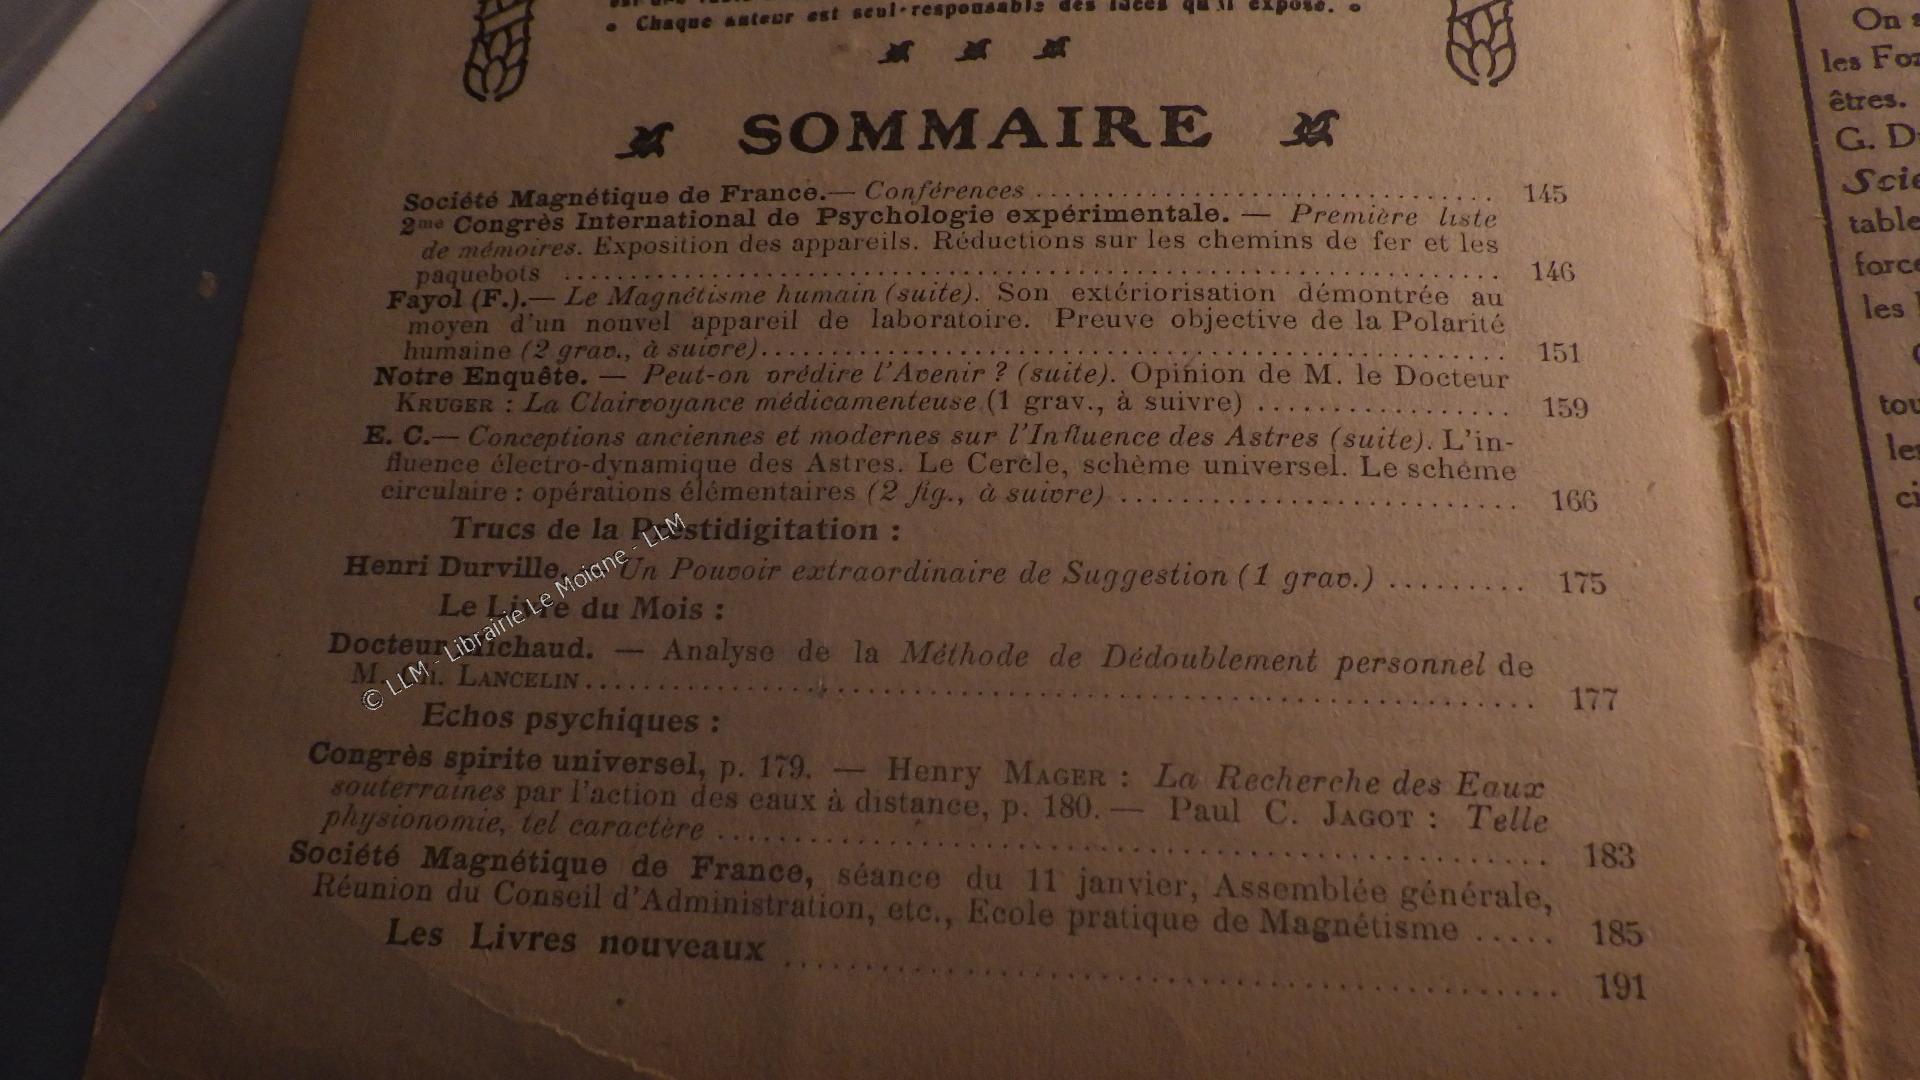 Chaque auteur est seul responsable des idées qu'il expose.
SOMMAIRE
Société Magnétique de France.— Conférences ........ 145
2me Congrès International de Psychologie expérimentale. — Première liste
de mémoires. Exposition des appareils. Réductions sur les chemins de fer et les
paquebots ........ 146
Fayol (F.).— Le Magnétisme humain (suite). Son extériorisation démontrée au
moyen d'un nouvel appareil de laboratoire. Preuve objective de la Polarité
humaine (2 grav., à suivre)........ 151
Notre Enquête. — Peut-on prédire l'Avenir ? (suite). Opinion de M. le Docteur
KRUGER : La Clairvoyance médicamenteuse (1 grav., à suivre) ........ 159
E. C.— Conceptions anciennes et modernes sur l'Influence des Astres (suite). L'in-
fluence électro-dynamique des Astres. Le Cercle, schème universel. Le schème
circulaire : opérations élémentaires (2 fig., à suivre) ........ 166
Trucs de la Prestidigitation :
Henri Durville. Un Pouvoir extraordinaire de Suggestion (1 grav.) ........ 175
Le Livre du Mois :
Docteur — Analyse de la Méthode de Dédoublement personnel de
M. LANCELIN........ 177
Echos psychiques :
Congrès spirite universel, p. 179. — Henry MAGER : La Recherche des Eaux
souterraines par l'action des eaux à distance, p. 180. — Paul C. JAGOT : Telle
physionomie, tel caractère ........ 183
Société Magnétique de France, séance du 11 janvier, Assemblée générale,
Réunion du Conseil d'Administration, etc., Ecole pratique de Magnétisme ..... 185
Les Livres nouveaux ........ 191
© LLM - Librairie Le Moigne - LLM
On
les
êtres.
G.
table
les